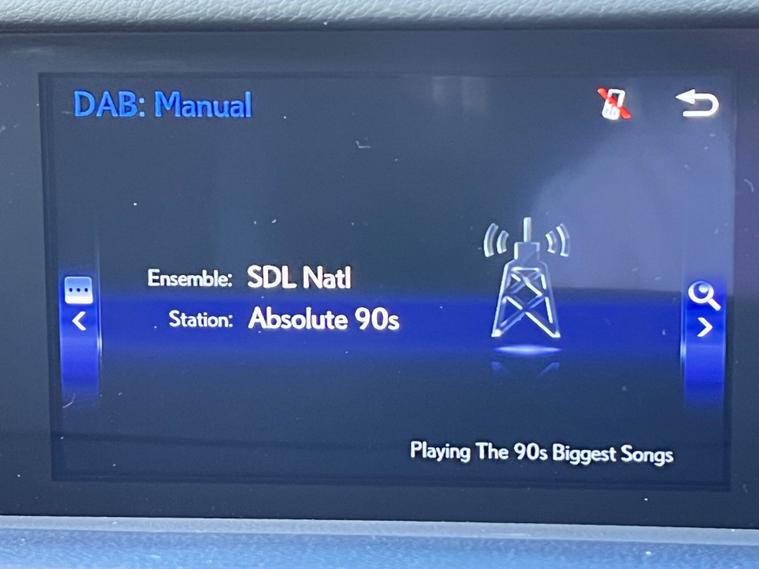 DAB: Manual
Ensemble: SDL Natl
Station: Absolute 90s
Playing The 90s Biggest Songs